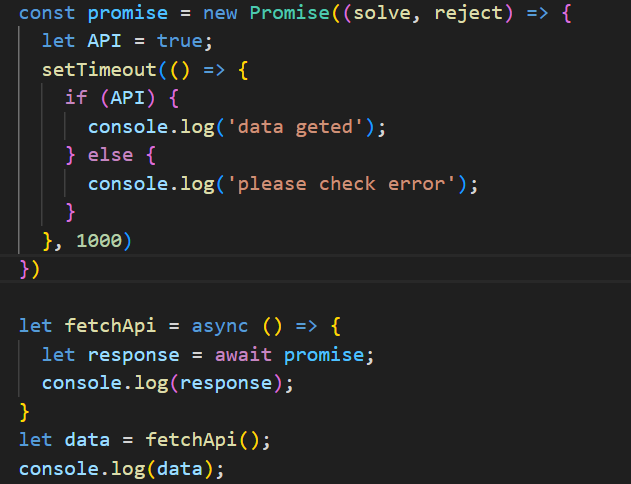 const promise = new Promise((solve, reject) => {
  let API = true;
  setTimeout(() => {
    if (API) {
      console.log('data geted');
    } else {
      console.log('please check error');
    }
  }, 1000)
})

let fetchApi = async () => {
  let response = await promise;
  console.log(response);
}
let data = fetchApi();
console.log(data);